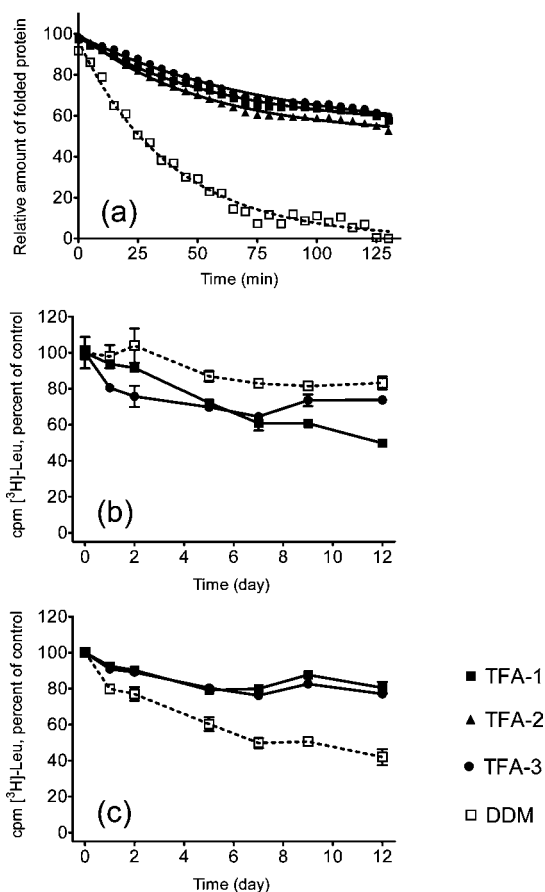 Relative amount of folded protein
100
80
60
40
20
0
(a)
0 25 50 75 100 125
Time (min)
cpm [³H]-Leu, percent of control
120
100
80
60
40
20
0
(b)
0 2 4 6 8 10 12
Time (day)
cpm [³H]-Leu, percent of control
120
100
80
60
40
20
0
(c)
0 2 4 6 8 10 12
Time (day)
TFA-1
TFA-2
TFA-3
DDM